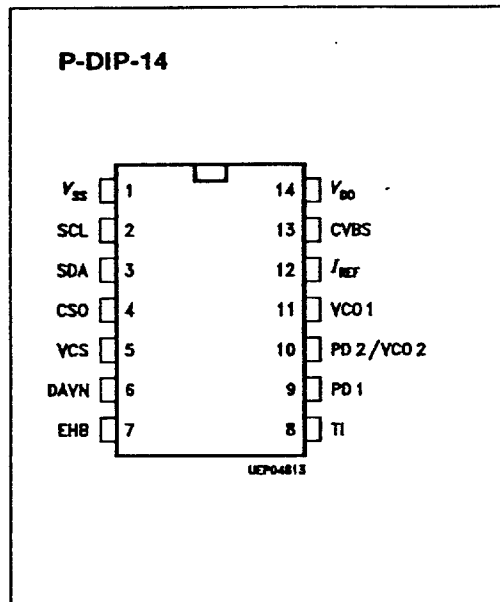 P-DIP-14
VSS 1 14 VDD
SCL 2 13 CVBS
SDA 3 12 IREF
CSO 4 11 VCO 1
VCS 5 10 PD 2/VCO 2
DAVN 6 9 PD 1
EHB 7 8 TI
UEP04813